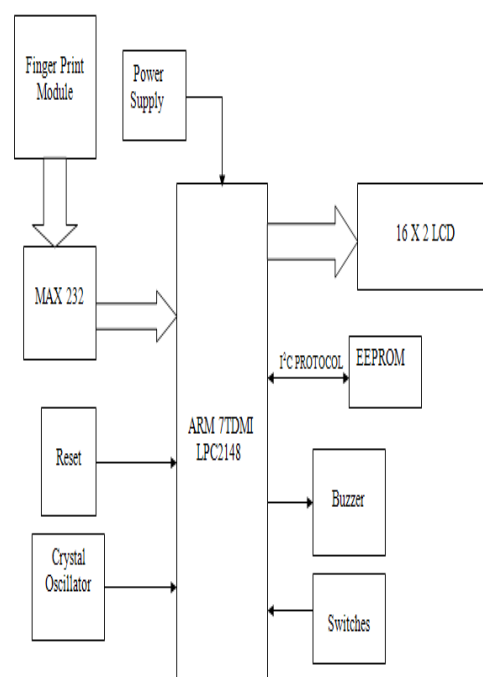 Finger Print
Module
Power
Supply
16 X 2 LCD
MAX 232
I²C PROTOCOL
EEPROM
ARM 7TDMI
LPC2148
Reset
Buzzer
Crystal
Oscillator
Switches